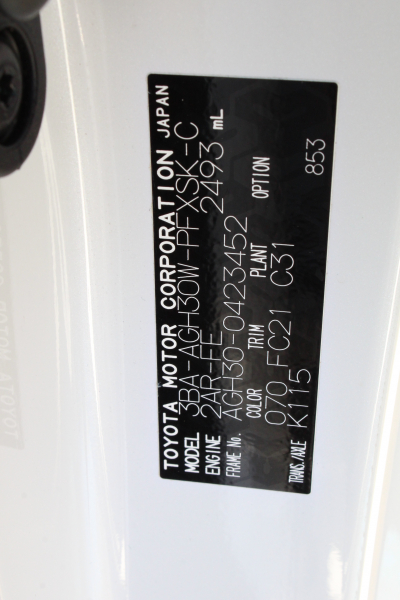 TOYOTA MOTOR CORPORATION JAPAN
MODEL 3BA-AGH30W-PFXSK-C
ENGINE 2AR-FE 2493 mL
FRAME No. AGH30-0423452
COLOR TRIM PLANT OPTION
070 FC21 C31
TRANS./AXLE K115 853